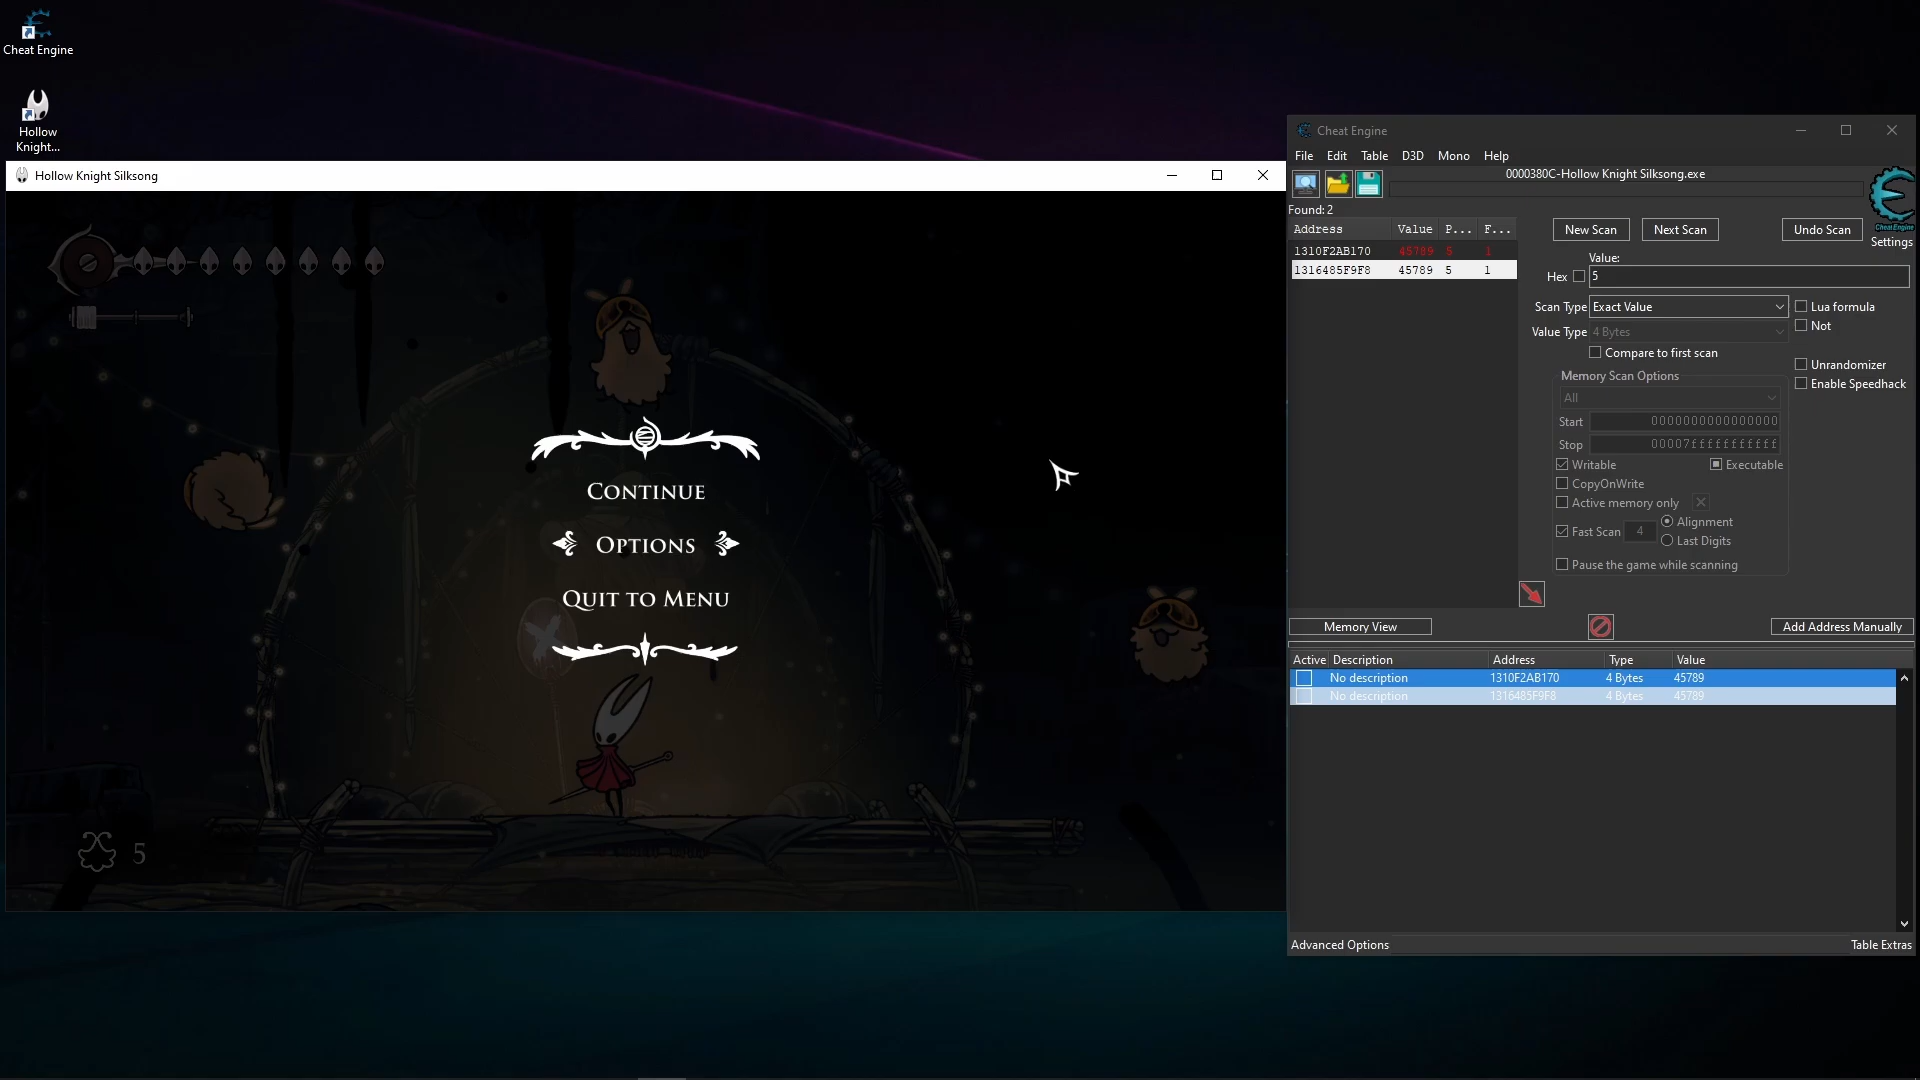 Cheat Engine
Hollow
Knight...
Hollow Knight Silksong
CONTINUE
OPTIONS
QUIT TO MENU
5
Cheat Engine
File Edit Table D3D Mono Help
0000380C-Hollow Knight Silksong.exe
Found: 2
Address Value P... F...
1310F2AB170 45789 5 1
1316485F9F8 45789 5 1
New Scan Next Scan Undo Scan
Cheat Engine
Settings
Value:
Hex 5
Scan Type Exact Value
Lua formula
Not
Value Type 4 Bytes
Compare to first scan
Unrandomizer
Enable Speedhack
Memory Scan Options
All
Start 0000000000000000
Stop 00007fffffffffff
Writable Executable
CopyOnWrite
Active memory only
Fast Scan 4 Alignment
Last Digits
Pause the game while scanning
Memory View Add Address Manually
Active Description Address Type Value
No description 1310F2AB170 4 Bytes 45789
No description 1316485F9F8 4 Bytes 45789
Advanced Options Table Extras